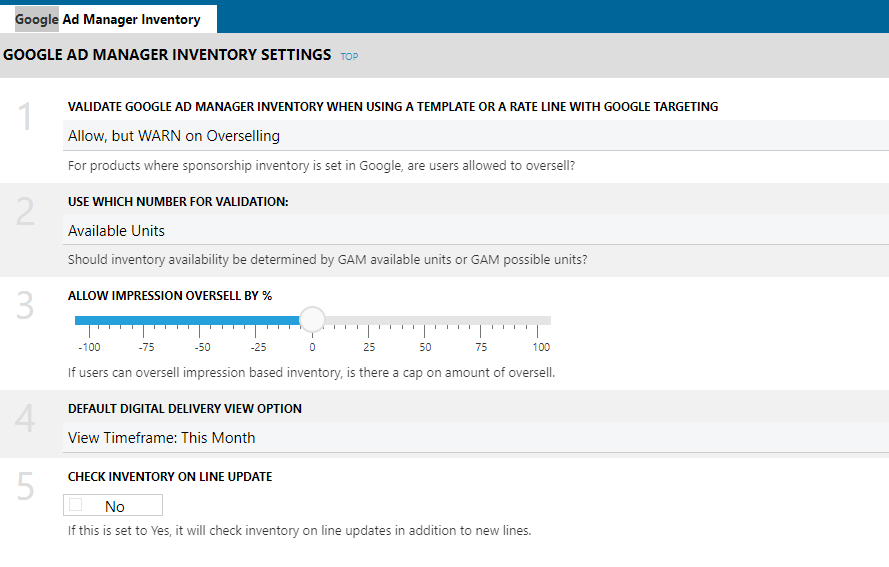 Google Ad Manager Inventory
GOOGLE AD MANAGER INVENTORY SETTINGS TOP
1
VALIDATE GOOGLE AD MANAGER INVENTORY WHEN USING A TEMPLATE OR A RATE LINE WITH GOOGLE TARGETING
Allow, but WARN on Overselling
For products where sponsorship inventory is set in Google, are users allowed to oversell?
2
USE WHICH NUMBER FOR VALIDATION:
Available Units
Should inventory availability be determined by GAM available units or GAM possible units?
3
ALLOW IMPRESSION OVERSELL BY %
-100 -75 -50 -25 0 25 50 75 100
If users can oversell impression based inventory, is there a cap on amount of oversell.
4
DEFAULT DIGITAL DELIVERY VIEW OPTION
View Timeframe: This Month
5
CHECK INVENTORY ON LINE UPDATE
No
If this is set to Yes, it will check inventory on line updates in addition to new lines.